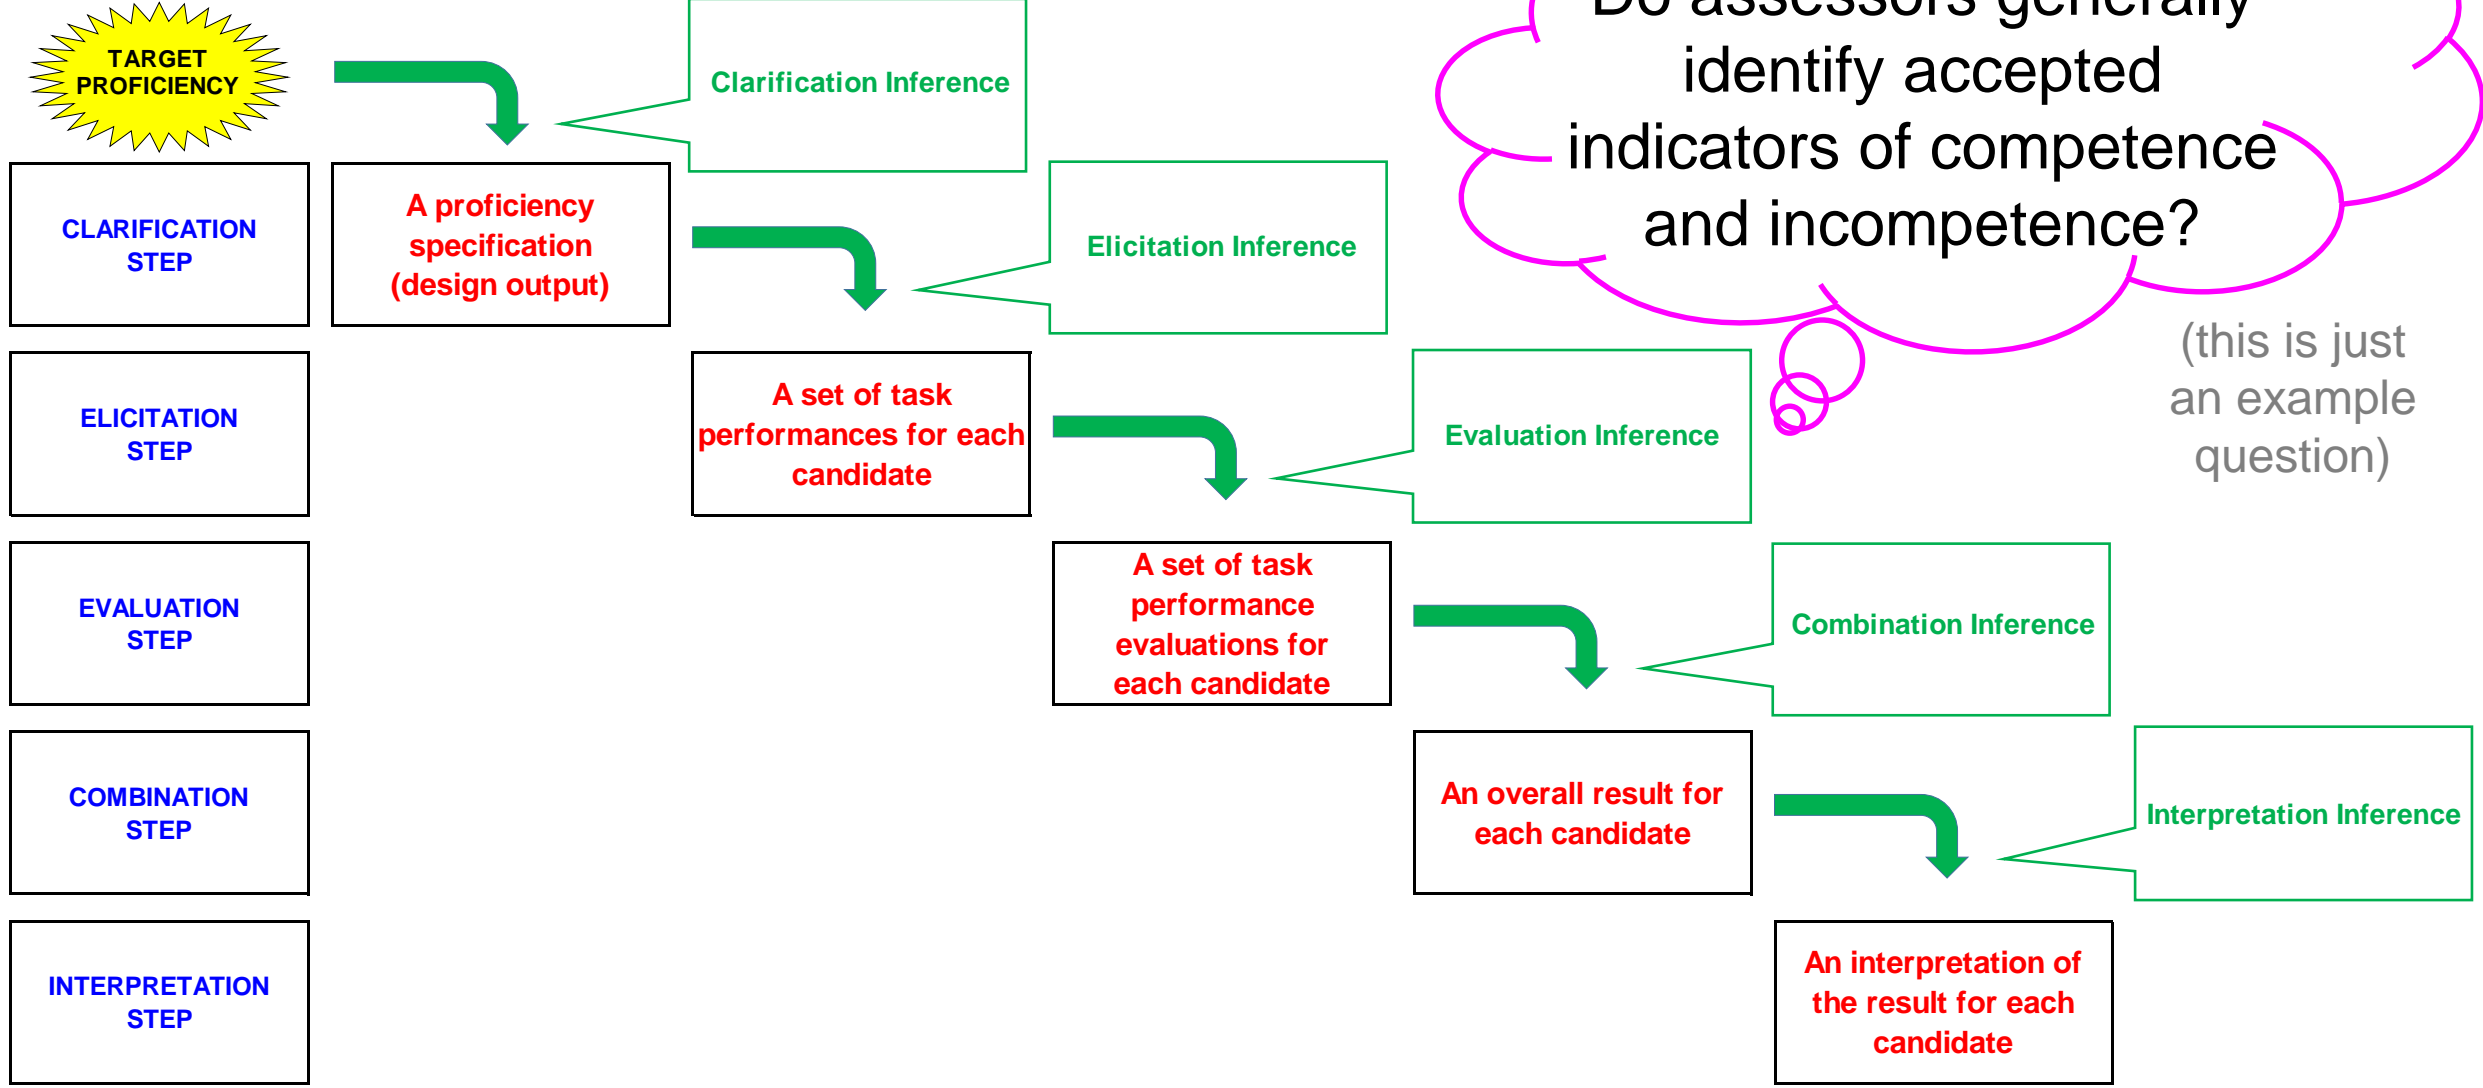 Do assessors generally
identify accepted
indicators of competence
and incompetence?
(this is just
an example
question)
TARGET
PROFICIENCY
Clarification Inference
CLARIFICATION
STEP
A proficiency
specification
(design output)
Elicitation Inference
ELICITATION
STEP
A set of task
performances for each
candidate
Evaluation Inference
EVALUATION
STEP
A set of task
performance
evaluations for
each candidate
Combination Inference
COMBINATION
STEP
An overall result for
each candidate
Interpretation Inference
INTERPRETATION
STEP
An interpretation of
the result for each
candidate